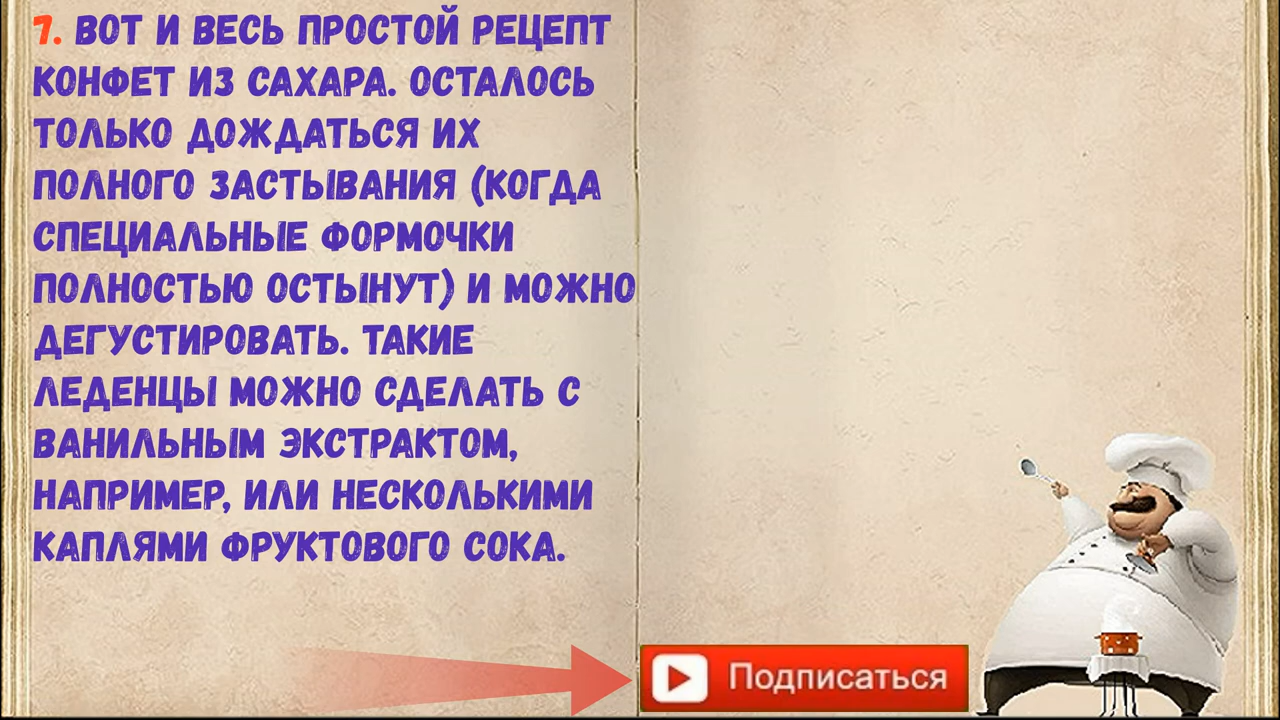 7. ВОТ И ВЕСЬ ПРОСТОЙ РЕЦЕПТ
КОНФЕТ ИЗ САХАРА. ОСТАЛОСЬ
ТОЛЬКО ДОЖДАТЬСЯ ИХ
ПОЛНОГО ЗАСТЫВАНИЯ (КОГДА
СПЕЦИАЛЬНЫЕ ФОРМОЧКИ
ПОЛНОСТЬЮ ОСТЫНУТ) И МОЖНО
ДЕГУСТИРОВАТЬ. ТАКИЕ
ЛЕДЕНЦЫ МОЖНО СДЕЛАТЬ С
ВАНИЛЬНЫМ ЭКСТРАКТОМ,
НАПРИМЕР, ИЛИ НЕСКОЛЬКИМИ
КАПЛЯМИ ФРУКТОВОГО СОКА.
Подписаться